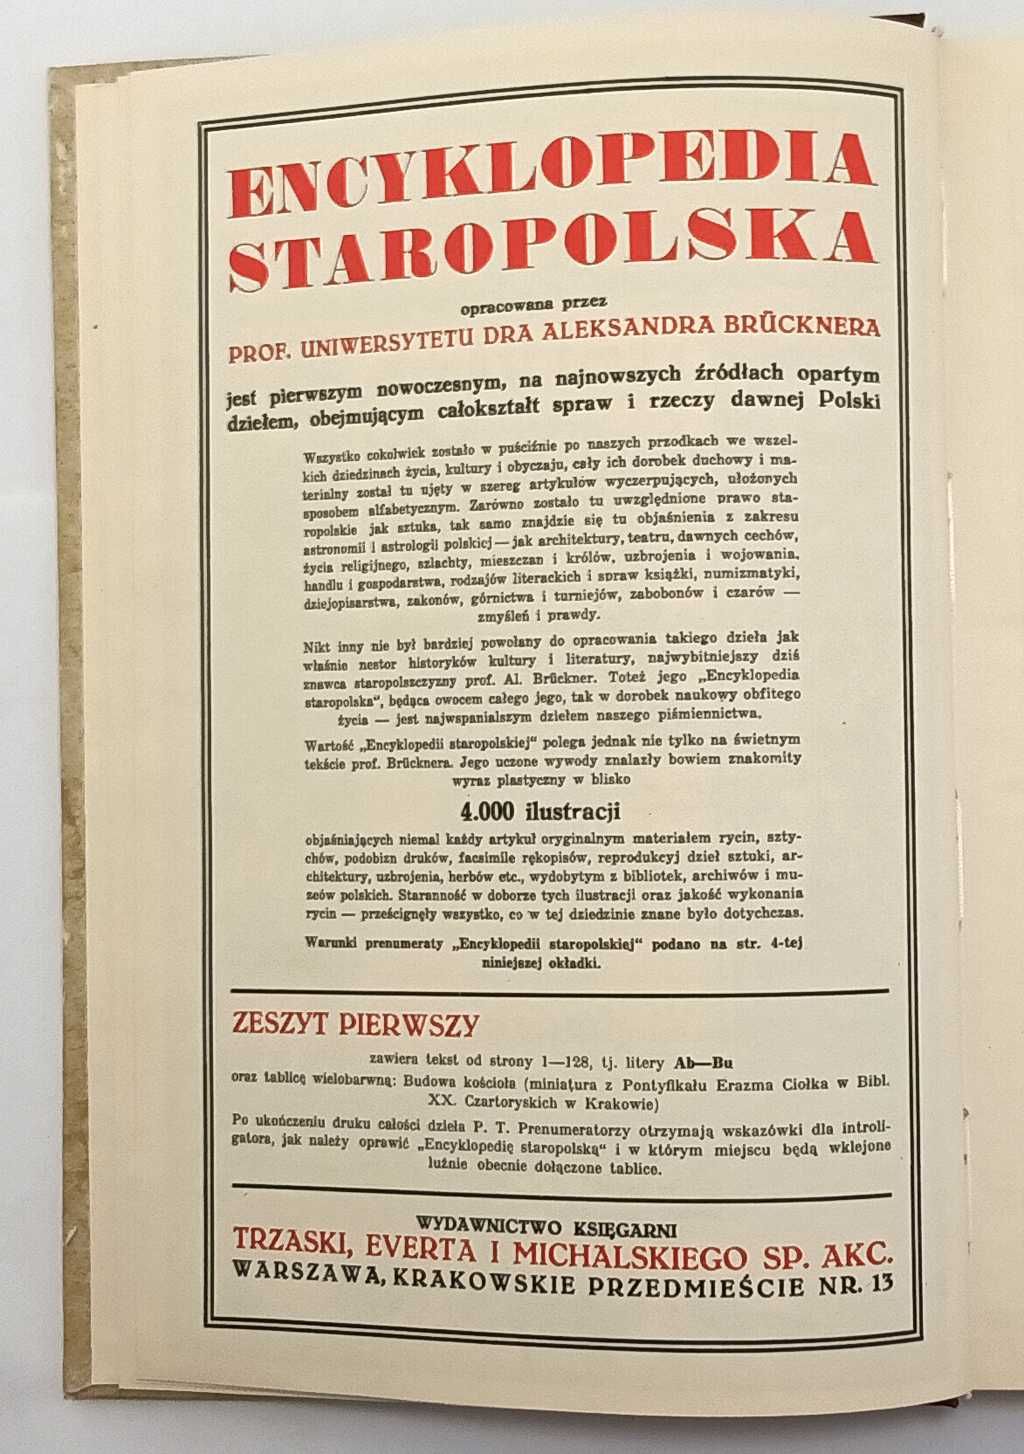 ENCYKLOPEDIA
STAROPOLSKA
opracowana przez
PROF. UNIWERSYTETU DRA ALEKSANDRA BRÜCKNERA
jest pierwszym nowoczesnym, na najnowszych źródłach opartym
dziełem, obejmującym całokształt spraw i rzeczy dawnej Polski
Wszystko cokolwiek zostało w puściźnie po naszych przodkach we wszel-
kich dziedzinach życia, kultury i obyczaju, cały ich dorobek duchowy i ma-
terialny został tu ujęty w szereg artykułów wyczerpujących, ułożonych
sposobem alfabetycznym. Zarówno zostało tu uwzględnione prawo sta-
ropolskie jak sztuka, tak samo znajdzie się tu objaśnienia z zakresu
astronomii i astrologii polskiej — jak architektury, teatru, dawnych cechów,
życia religijnego, szlachty, mieszczan i królów, uzbrojenia i wojowania,
handlu i gospodarstwa, rodzajów literackich i spraw książki, numizmatyki,
dziejopisarstwa, zakonów, górnictwa i turniejów, zabobonów i czarów —
zmyśleń i prawdy.
Nikt inny nie był bardziej powołany do opracowania takiego dzieła jak
właśnie nestor historyków kultury i literatury, najwybitniejszy dziś
znawca staropolszczyzny prof. Al. Brückner. Toteż jego „Encyklopedia
staropolska“, będąca owocem całego jego, tak w dorobek naukowy obfitego
życia — jest najwspanialszym dziełem naszego piśmiennictwa.
Wartość „Encyklopedii staropolskiej“ polega jednak nie tylko na świetnym
tekście prof. Brücknera. Jego uczone wywody znalazły bowiem znakomity
wyraz plastyczny w blisko
4.000 ilustracji
objaśniających niemal każdy artykuł oryginalnym materiałem rycin, szty-
chów, podobizn druków, facsimile rękopisów, reprodukcyj dzieł sztuki, ar-
chitektury, uzbrojenia, herbów etc., wydobytym z bibliotek, archiwów i mu-
zeów polskich. Staranność w doborze tych ilustracji oraz jakość wykonania
rycin — prześcignęły wszystko, co w tej dziedzinie znane było dotychczas.
Warunki prenumeraty „Encyklopedii staropolskiej“ podano na str. 4-tej
niniejszej okładki.
ZESZYT PIERWSZY
zawiera tekst od strony 1—128, tj. litery Ab—Bu
oraz tablicę wielobarwną: Budowa kościoła (miniatura z Pontyfikału Erazma Ciołka w Bibl.
XX. Czartoryskich w Krakowie)
Po ukończeniu druku całości dzieła P. T. Prenumeratorzy otrzymają wskazówki dla introli-
gatora, jak należy oprawić „Encyklopedię staropolską“ i w którym miejscu będą wklejone
luźnie obecnie dołączone tablice.
WYDAWNICTWO KSIĘGARNI
TRZASKI, EVERTA I MICHALSKIEGO SP. AKC.
WARSZAWA, KRAKOWSKIE PRZEDMIEŚCIE NR. 13